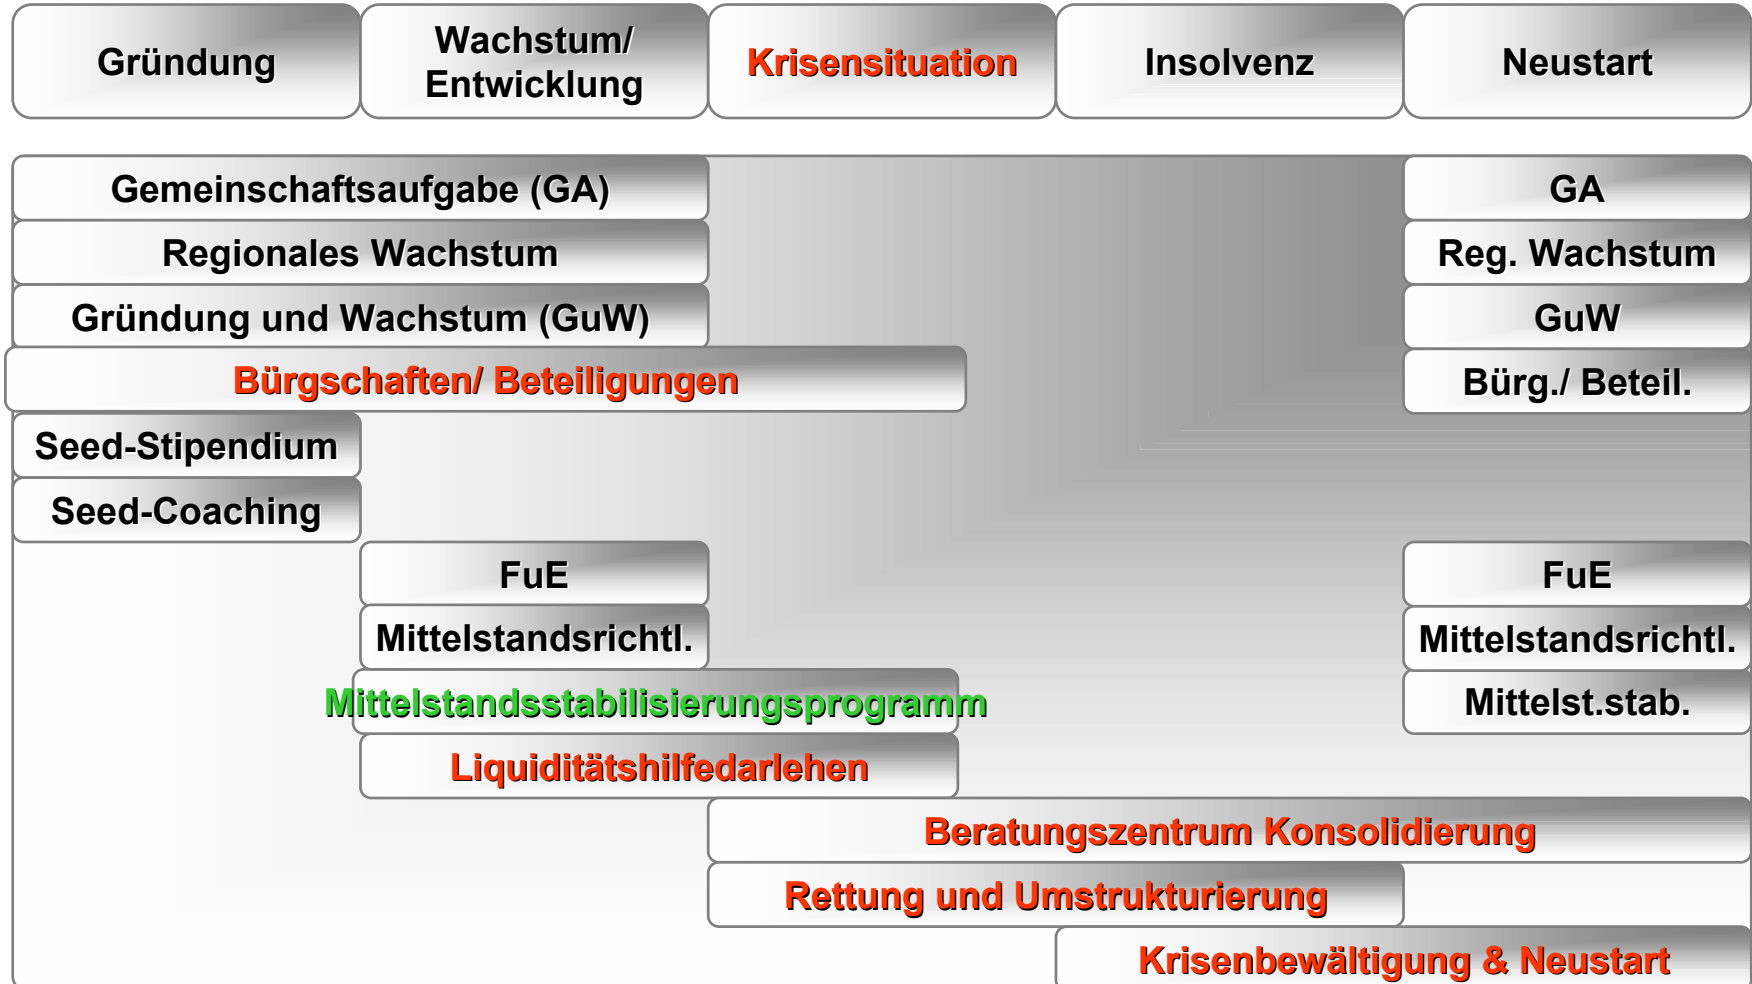 Gründung
Wachstum/
Entwicklung
Krisensituation
Insolvenz
Neustart
Gemeinschaftsaufgabe (GA)
GA
Regionales Wachstum
Reg. Wachstum
Gründung und Wachstum (GuW)
GuW
Bürgschaften/ Beteiligungen
Bürg./ Beteil.
Seed-Stipendium
Seed-Coaching
FuE
FuE
Mittelstandsrichtl.
Mittelstandsrichtl.
Mittelstandsstabilisierungsprogramm
Mittelst.stab.
Liquiditätshilfedarlehen
Beratungszentrum Konsolidierung
Rettung und Umstrukturierung
Krisenbewältigung & Neustart